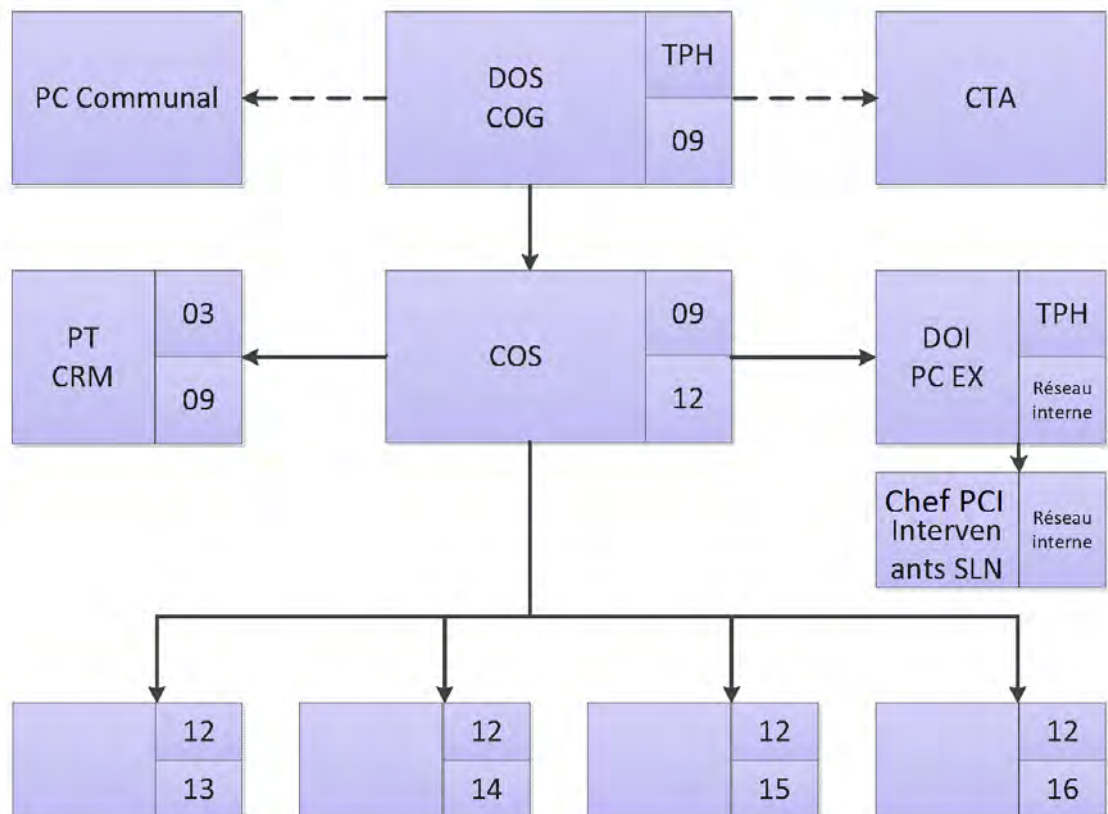 PC Communal
DOS
COG
TPH
09
CTA
PT
CRM
03
09
COS
09
12
DOI
PC EX
TPH
Réseau
interne
Chef PCI
Interven
ants SLN
Réseau
interne
12
13
12
14
12
15
12
16